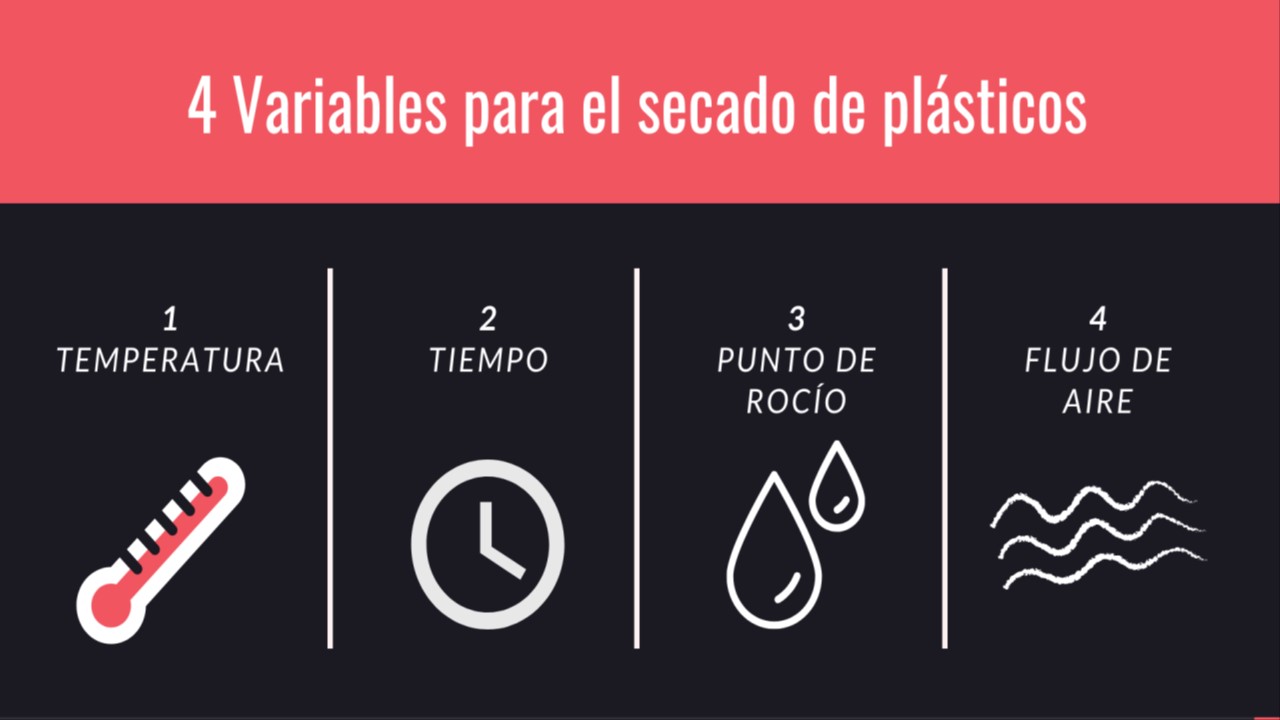 4 Variables para el secado de plásticos
1
TEMPERATURA
2
TIEMPO
3
PUNTO DE
ROCÍO
4
FLUJO DE
AIRE